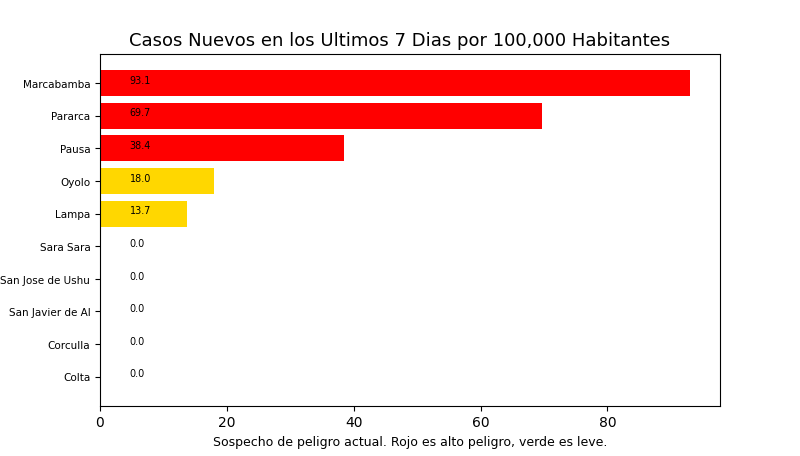 Casos Nuevos en los Ultimos 7 Dias por 100,000 Habitantes
Marcabamba 93.1
Pararca 69.7
Pausa 38.4
Oyolo 18.0
Lampa 13.7
Sara Sara 0.0
San Jose de Ushu 0.0
San Javier de Al 0.0
Corculla 0.0
Colta 0.0
0 20 40 60 80
Sospecho de peligro actual. Rojo es alto peligro, verde es leve.